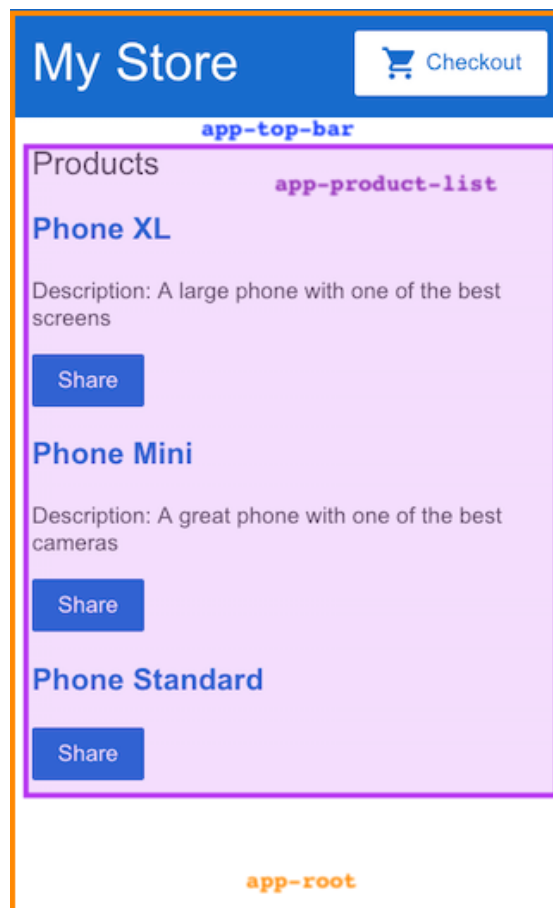 My Store
Checkout
app-top-bar
Products
app-product-list
Phone XL
Description: A large phone with one of the best
screens
Share
Phone Mini
Description: A great phone with one of the best
cameras
Share
Phone Standard
Share
app-root